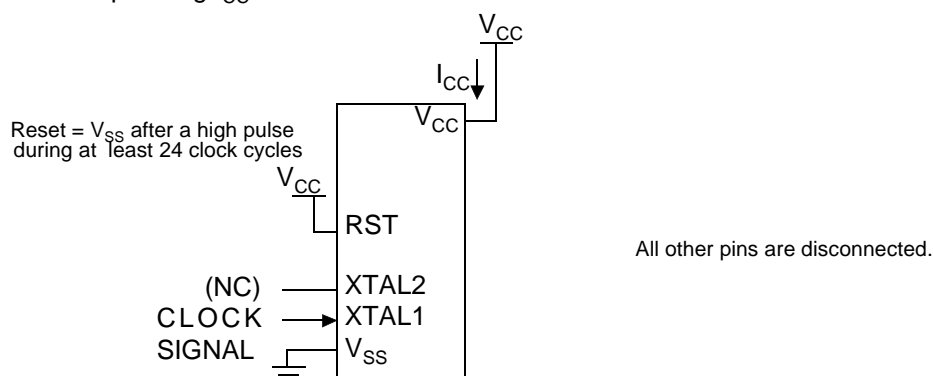 V_CC
I_CC
V_CC
Reset = V_SS after a high pulse
during at least 24 clock cycles
V_CC
RST
All other pins are disconnected.
(NC)
XTAL2
CLOCK
XTAL1
SIGNAL
V_SS